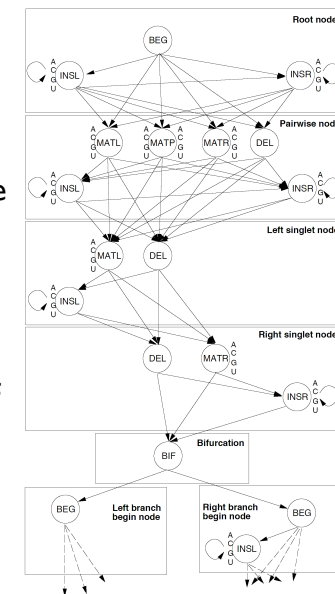 Root node
BEG
A
C
G
U
INSL
INSR
A
C
G
U
Pairwise nod
A
C
G
U
MATL
A
C
G
U
MATP
A
C
G
U
MATR
A
C
G
U
DEL
A
C
G
U
INSL
INSR
A
C
G
U
e
Left singlet node
A
C
G
U
MATL
DEL
A
C
G
U
INSL
Right singlet node
DEL
MATR
A
C
G
U
INSR
A
C
G
U
Bifurcation
BIF
Left branch
begin node
BEG
Right branch
begin node
BEG
A
C
G
U
INSL